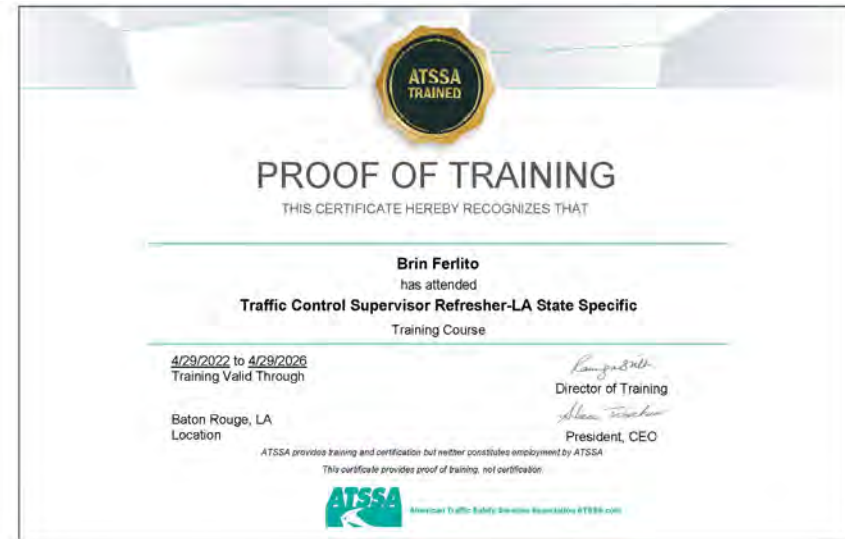 ATSSA
TRAINED
PROOF OF TRAINING
THIS CERTIFICATE HEREBY RECOGNIZES THAT
Brin Ferlito
has attended
Traffic Control Supervisor Refresher-LA State Specific
Training Course
4/29/2022 to 4/29/2026
Training Valid Through
Director of Training
Baton Rouge, LA
Location
President, CEO
ATSSA provides training and certification but neither constitutes employment by ATSSA
This certificate provides proof of training, not certification.
ATSSA
American Traffic Safety Services Association ATSSA.com